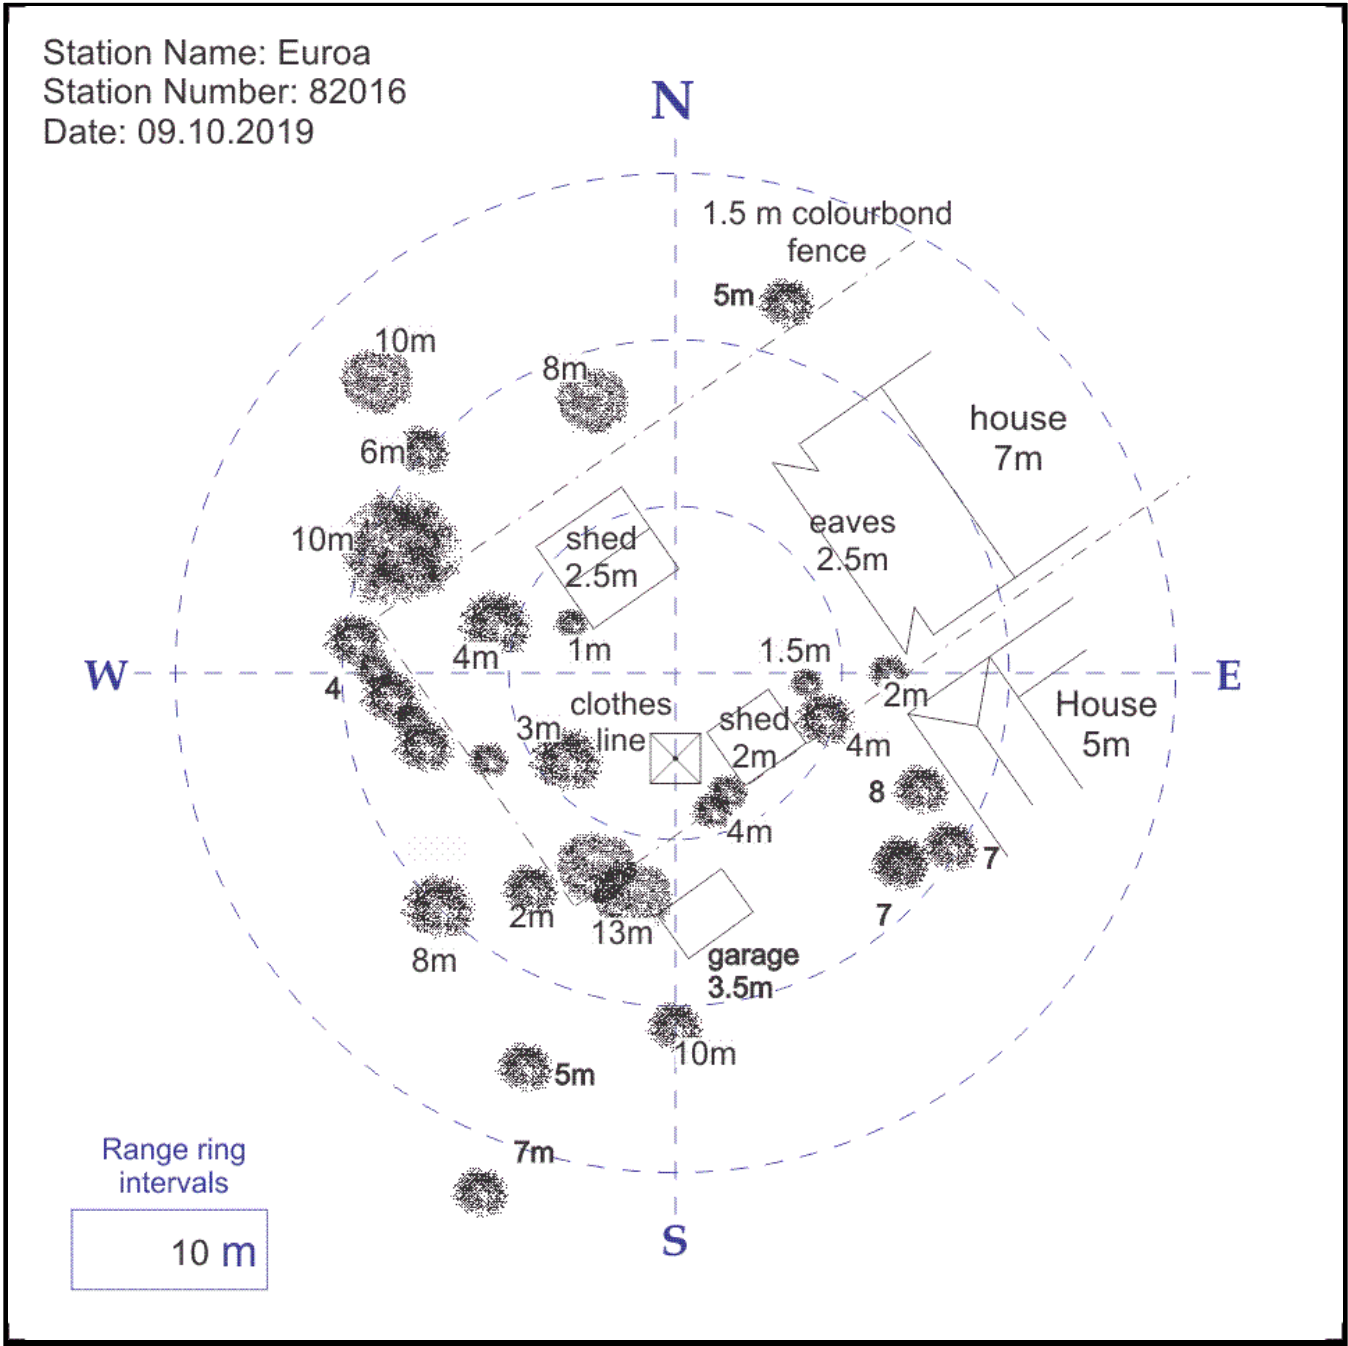 Station Name: Euroa
Station Number: 82016
Date: 09.10.2019
N
1.5 m colourbond
fence
5m
10m
8m
6m
house
7m
10m
shed
2.5m
eaves
2.5m
4m
1m
1.5m
W
E
4
2m
clothes
line
3m
shed
2m
4m
House
5m
8
4m
7
7
2m
13m
8m
garage
3.5m
10m
5m
7m
S
Range ring
intervals
10 m